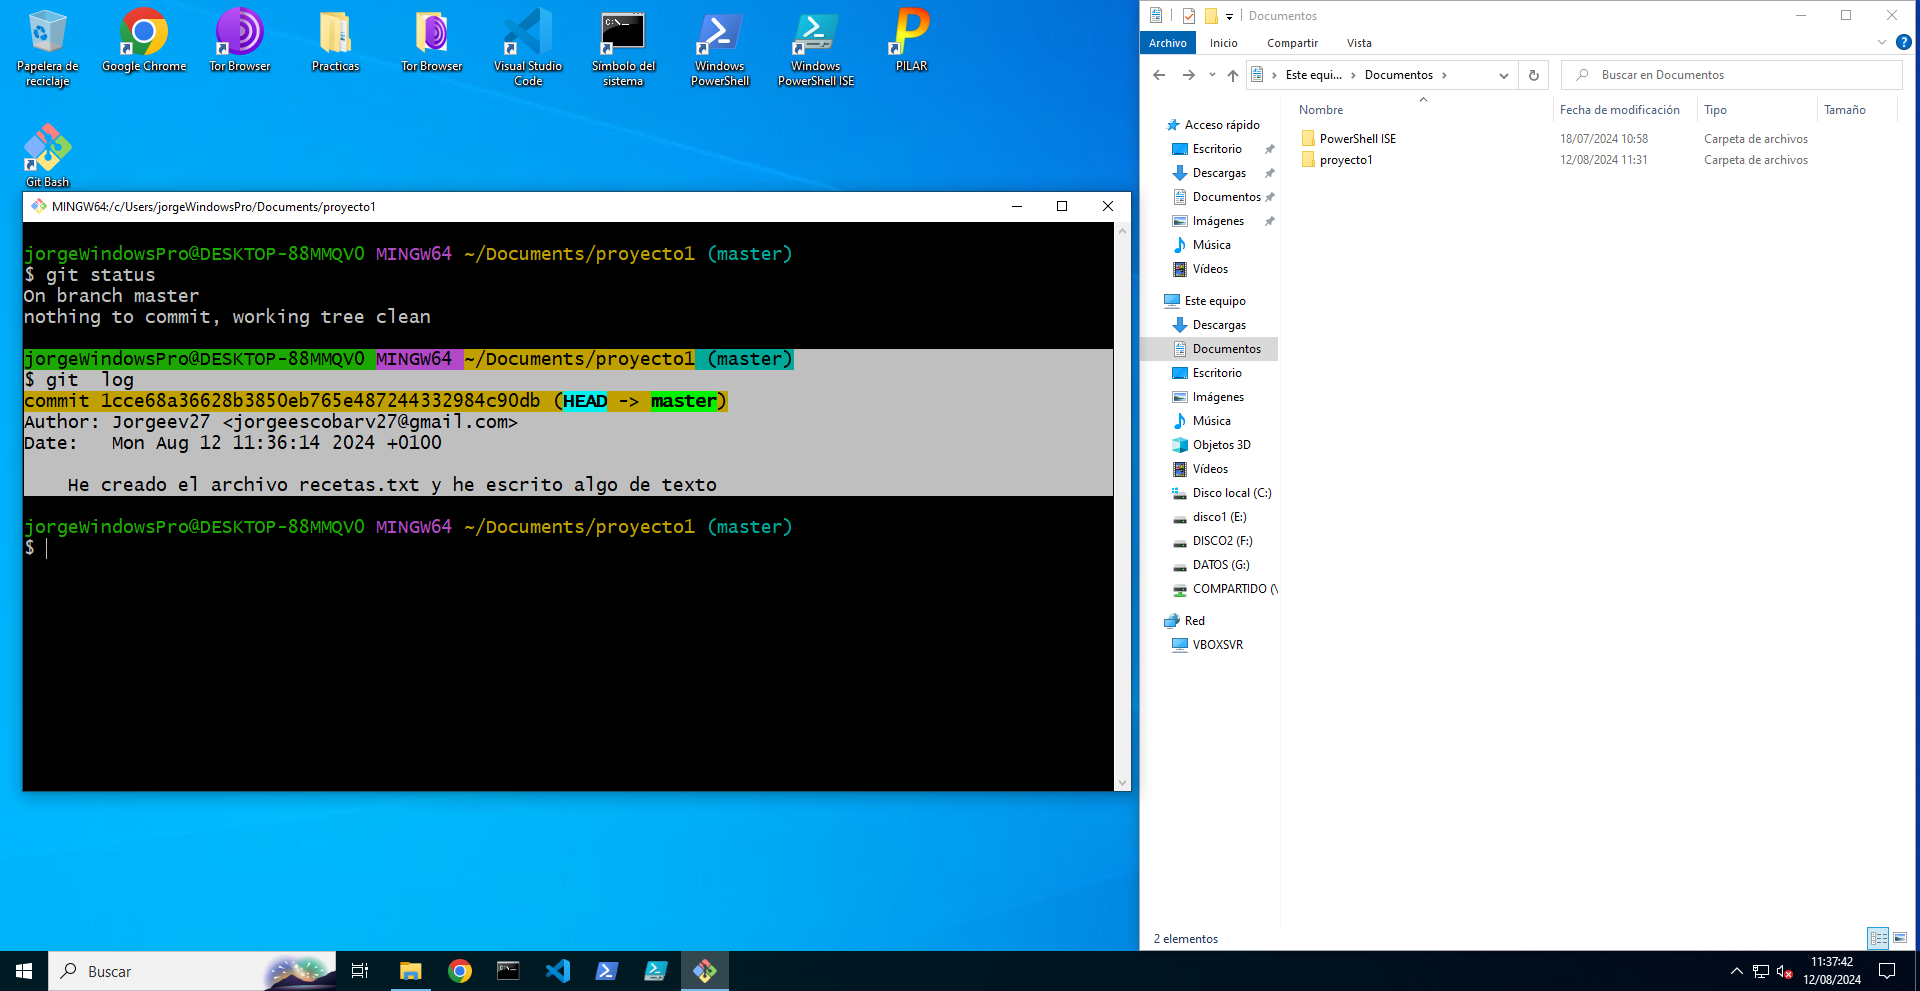 Papelera de reciclaje
Google Chrome
Tor Browser
Practicas
Tor Browser
Visual Studio Code
Símbolo del sistema
Windows PowerShell
Windows PowerShell ISE
PILAR
Git Bash
MINGW64:/c/Users/jorgeWindowsPro/Documents/proyecto1
jorgeWindowsPro@DESKTOP-88MMQV0 MINGW64 ~/Documents/proyecto1 (master)
$ git status
On branch master
nothing to commit, working tree clean
jorgeWindowsPro@DESKTOP-88MMQV0 MINGW64 ~/Documents/proyecto1 (master)
$ git  log
commit 1cce68a36628b3850eb765e487244332984c90db (HEAD -> master)
Author: Jorgeev27 <jorgeescobarv27@gmail.com>
Date:   Mon Aug 12 11:36:14 2024 +0100
    He creado el archivo recetas.txt y he escrito algo de texto
jorgeWindowsPro@DESKTOP-88MMQV0 MINGW64 ~/Documents/proyecto1 (master)
$
Documentos
Archivo Inicio Compartir Vista
Este equi... Documentos
Buscar en Documentos
Nombre Fecha de modificación Tipo Tamaño
PowerShell ISE 18/07/2024 10:58 Carpeta de archivos
proyecto1 12/08/2024 11:31 Carpeta de archivos
Acceso rápido
Escritorio
Descargas
Documentos
Imágenes
Música
Vídeos
Este equipo
Descargas
Documentos
Escritorio
Imágenes
Música
Objetos 3D
Vídeos
Disco local (C:)
disco1 (E:)
DISCO2 (F:)
DATOS (G:)
COMPARTIDO (\
Red
VBOXSVR
2 elementos
Buscar
11:37:42
12/08/2024